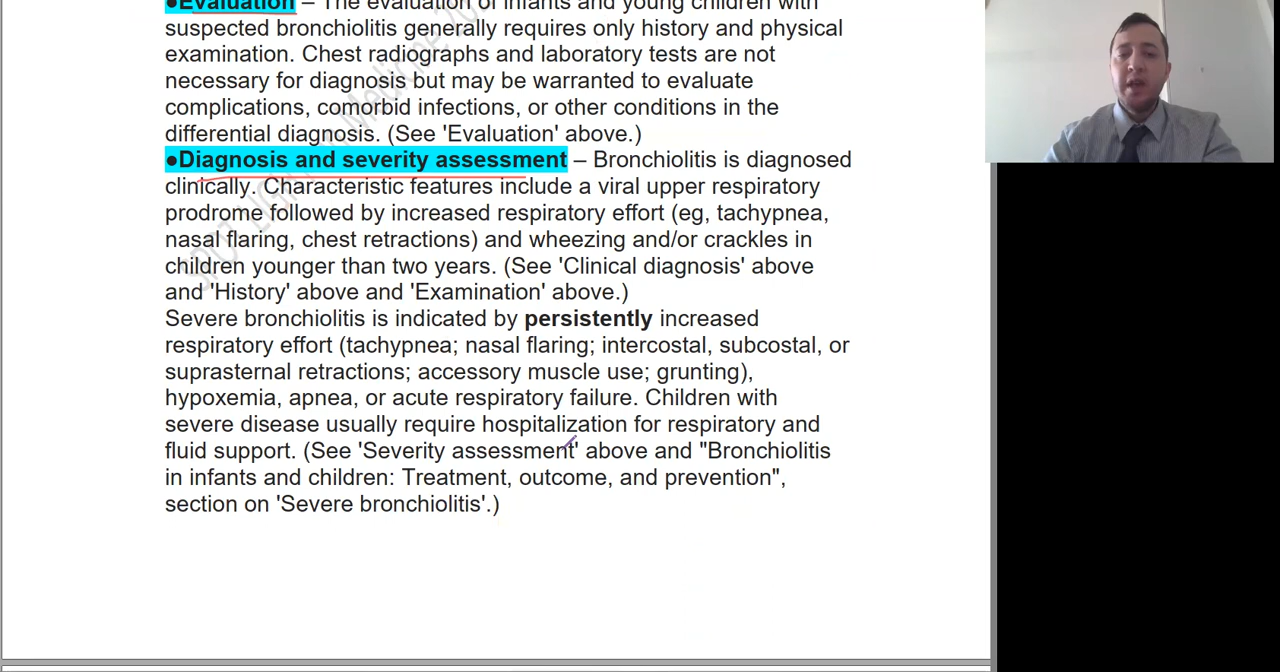 ●Evaluation – The evaluation of infants and young children with
suspected bronchiolitis generally requires only history and physical
examination. Chest radiographs and laboratory tests are not
necessary for diagnosis but may be warranted to evaluate
complications, comorbid infections, or other conditions in the
differential diagnosis. (See 'Evaluation' above.)
●Diagnosis and severity assessment – Bronchiolitis is diagnosed
clinically. Characteristic features include a viral upper respiratory
prodrome followed by increased respiratory effort (eg, tachypnea,
nasal flaring, chest retractions) and wheezing and/or crackles in
children younger than two years. (See 'Clinical diagnosis' above
and 'History' above and 'Examination' above.)
Severe bronchiolitis is indicated by persistently increased
respiratory effort (tachypnea; nasal flaring; intercostal, subcostal, or
suprasternal retractions; accessory muscle use; grunting),
hypoxemia, apnea, or acute respiratory failure. Children with
severe disease usually require hospitalization for respiratory and
fluid support. (See 'Severity assessment' above and "Bronchiolitis
in infants and children: Treatment, outcome, and prevention",
section on 'Severe bronchiolitis'.)